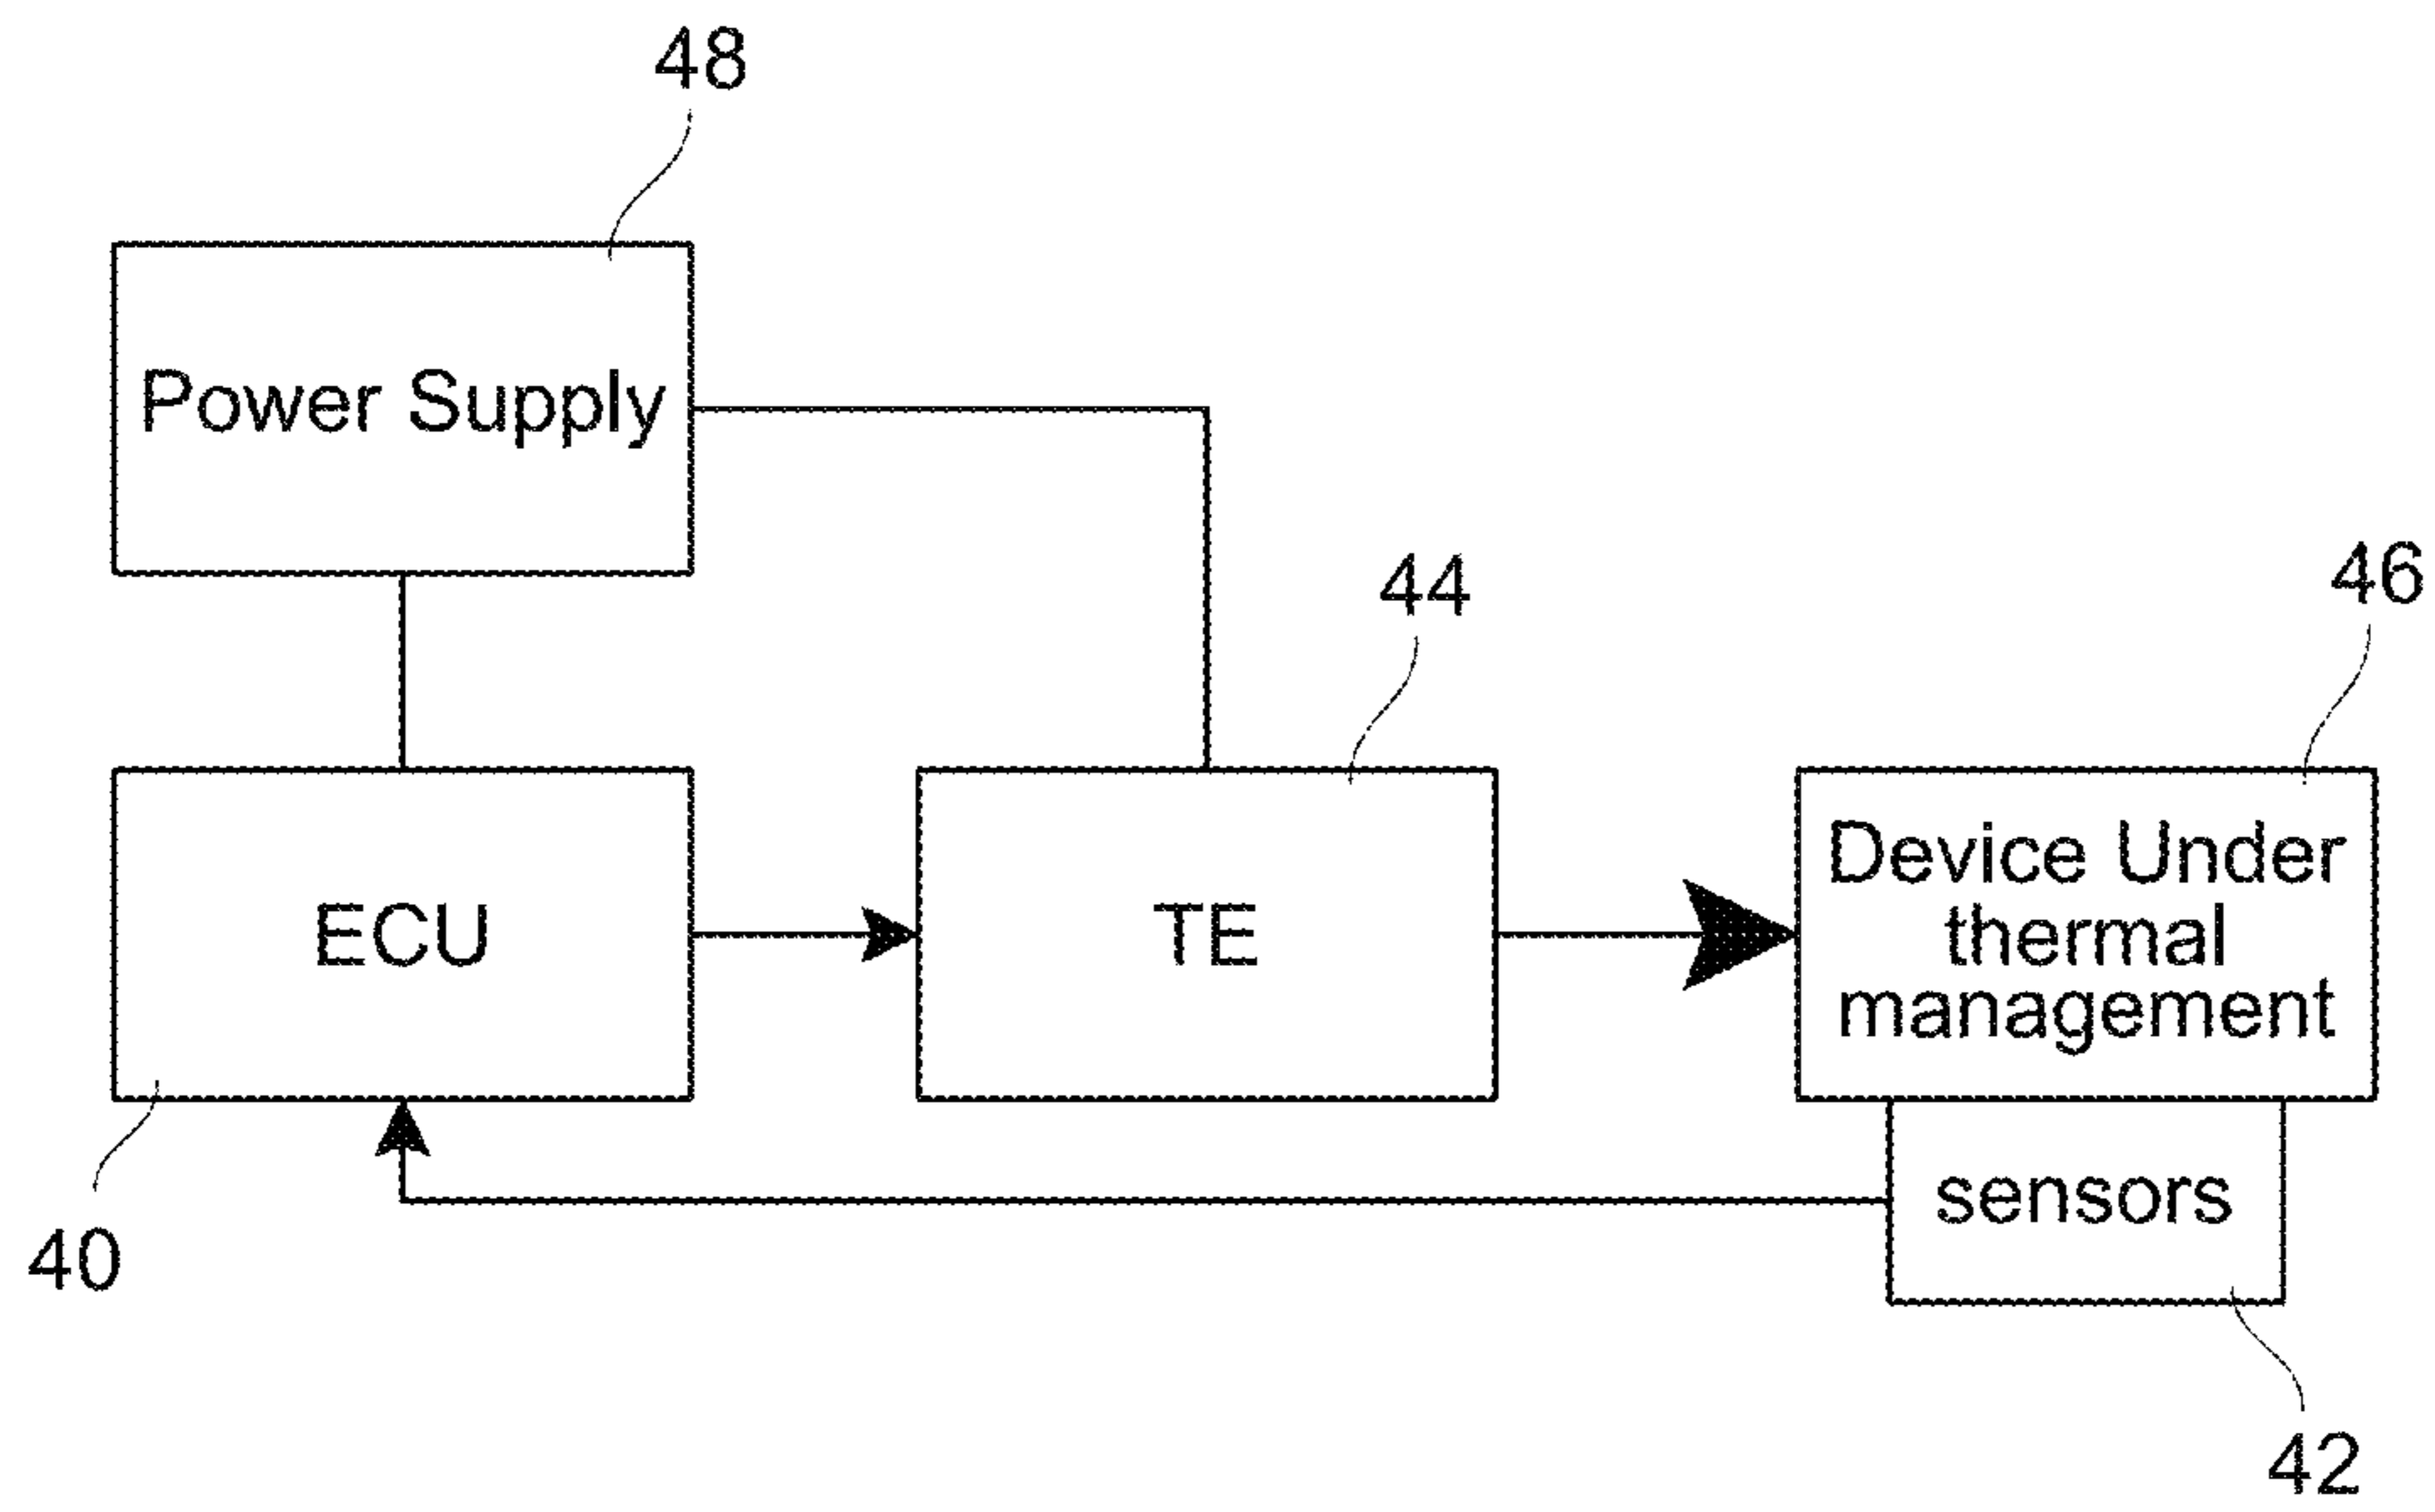 48
Power Supply
44
46
ECU
TE
Device Under
thermal
management
sensors
40
42